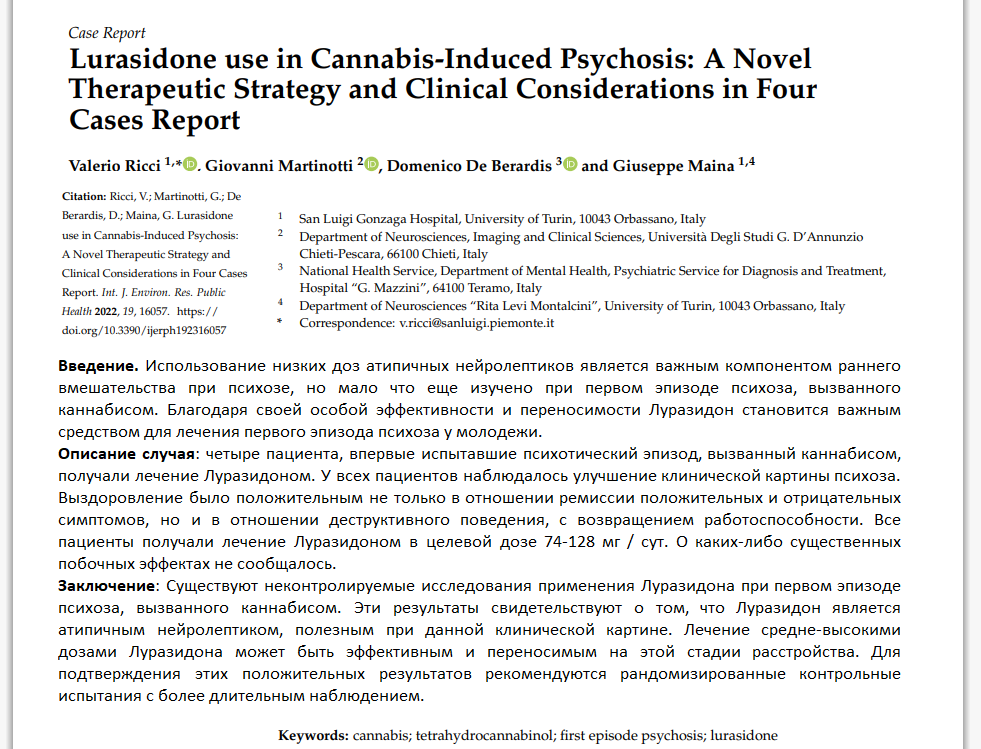 Case Report
Lurasidone use in Cannabis-Induced Psychosis: A Novel
Therapeutic Strategy and Clinical Considerations in Four
Cases Report
Valerio Ricci 1,*, Giovanni Martinotti 2, Domenico De Berardis 3 and Giuseppe Maina 1,4
Citation: Ricci, V.; Martinotti, G.; De
Berardis, D.; Maina, G. Lurasidone
use in Cannabis-Induced Psychosis:
A Novel Therapeutic Strategy and
Clinical Considerations in Four Cases
Report. Int. J. Environ. Res. Public
Health 2022, 19, 16057. https://
doi.org/10.3390/ijerph192316057
1 San Luigi Gonzaga Hospital, University of Turin, 10043 Orbassano, Italy
2 Department of Neurosciences, Imaging and Clinical Sciences, Università Degli Studi G. D’Annunzio
Chieti-Pescara, 66100 Chieti, Italy
3 National Health Service, Department of Mental Health, Psychiatric Service for Diagnosis and Treatment,
Hospital “G. Mazzini”, 64100 Teramo, Italy
4 Department of Neurosciences “Rita Levi Montalcini”, University of Turin, 10043 Orbassano, Italy
* Correspondence: v.ricci@sanluigi.piemonte.it
Введение. Использование низких доз атипичных нейролептиков является важным компонентом раннего
вмешательства при психозе, но мало что еще изучено при первом эпизоде психоза, вызванного
каннабисом. Благодаря своей особой эффективности и переносимости Луразидон становится важным
средством для лечения первого эпизода психоза у молодежи.
Описание случая: четыре пациента, впервые испытавшие психотический эпизод, вызванный каннабисом,
получали лечение Луразидоном. У всех пациентов наблюдалось улучшение клинической картины психоза.
Выздоровление было положительным не только в отношении ремиссии положительных и отрицательных
симптомов, но и в отношении деструктивного поведения, с возвращением работоспособности. Все
пациенты получали лечение Луразидоном в целевой дозе 74-128 мг / сут. О каких-либо существенных
побочных эффектах не сообщалось.
Заключение: Существуют неконтролируемые исследования применения Луразидона при первом эпизоде
психоза, вызванного каннабисом. Эти результаты свидетельствуют о том, что Луразидон является
атипичным нейролептиком, полезным при данной клинической картине. Лечение средне-высокими
дозами Луразидона может быть эффективным и переносимым на этой стадии расстройства. Для
подтверждения этих положительных результатов рекомендуются рандомизированные контрольные
испытания с более длительным наблюдением.
Keywords: cannabis; tetrahydrocannabinol; first episode psychosis; lurasidone